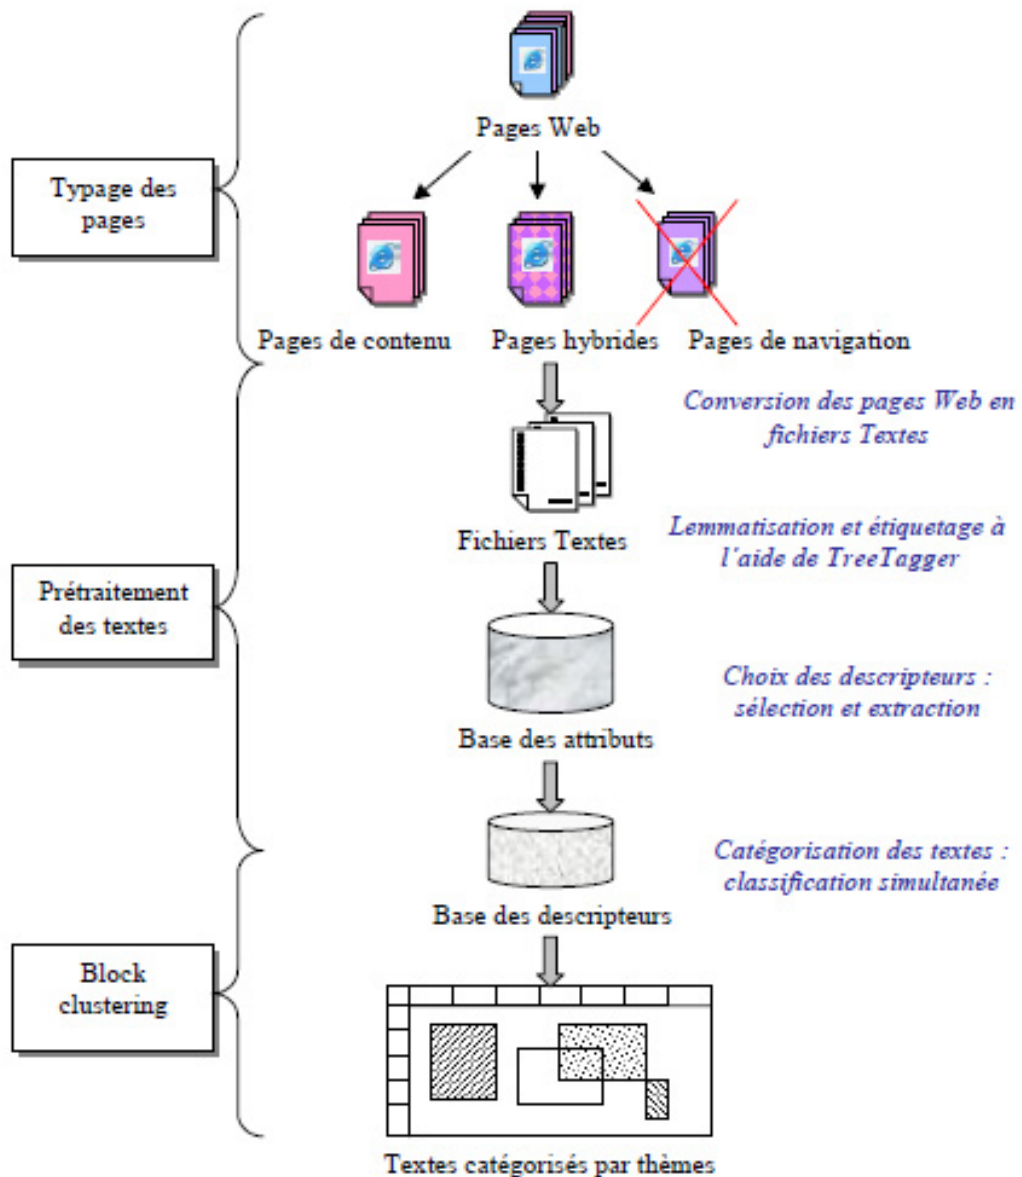 Pages Web
Typage des
pages
Pages de contenu
Pages hybrides
Pages de navigation
Conversion des pages Web en
fichiers Textes
Fichiers Textes
Lemmatisation et étiquetage à
l'aide de TreeTagger
Prétraitement
des textes
Choix des descripteurs :
sélection et extraction
Base des attributs
Catégorisation des textes :
classification simultanée
Base des descripteurs
Block
clustering
Textes catégorisés par thèmes